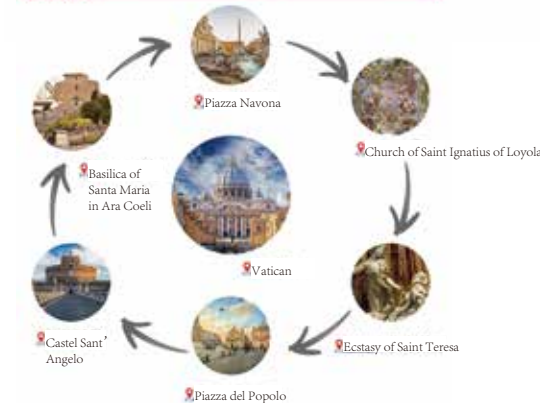 Piazza Navona
Church of Saint Ignatius of Loyola
Basilica of
Santa Maria
in Ara Coeli
Vatican
Castel Sant’
Angelo
Ecstasy of Saint Teresa
Piazza del Popolo